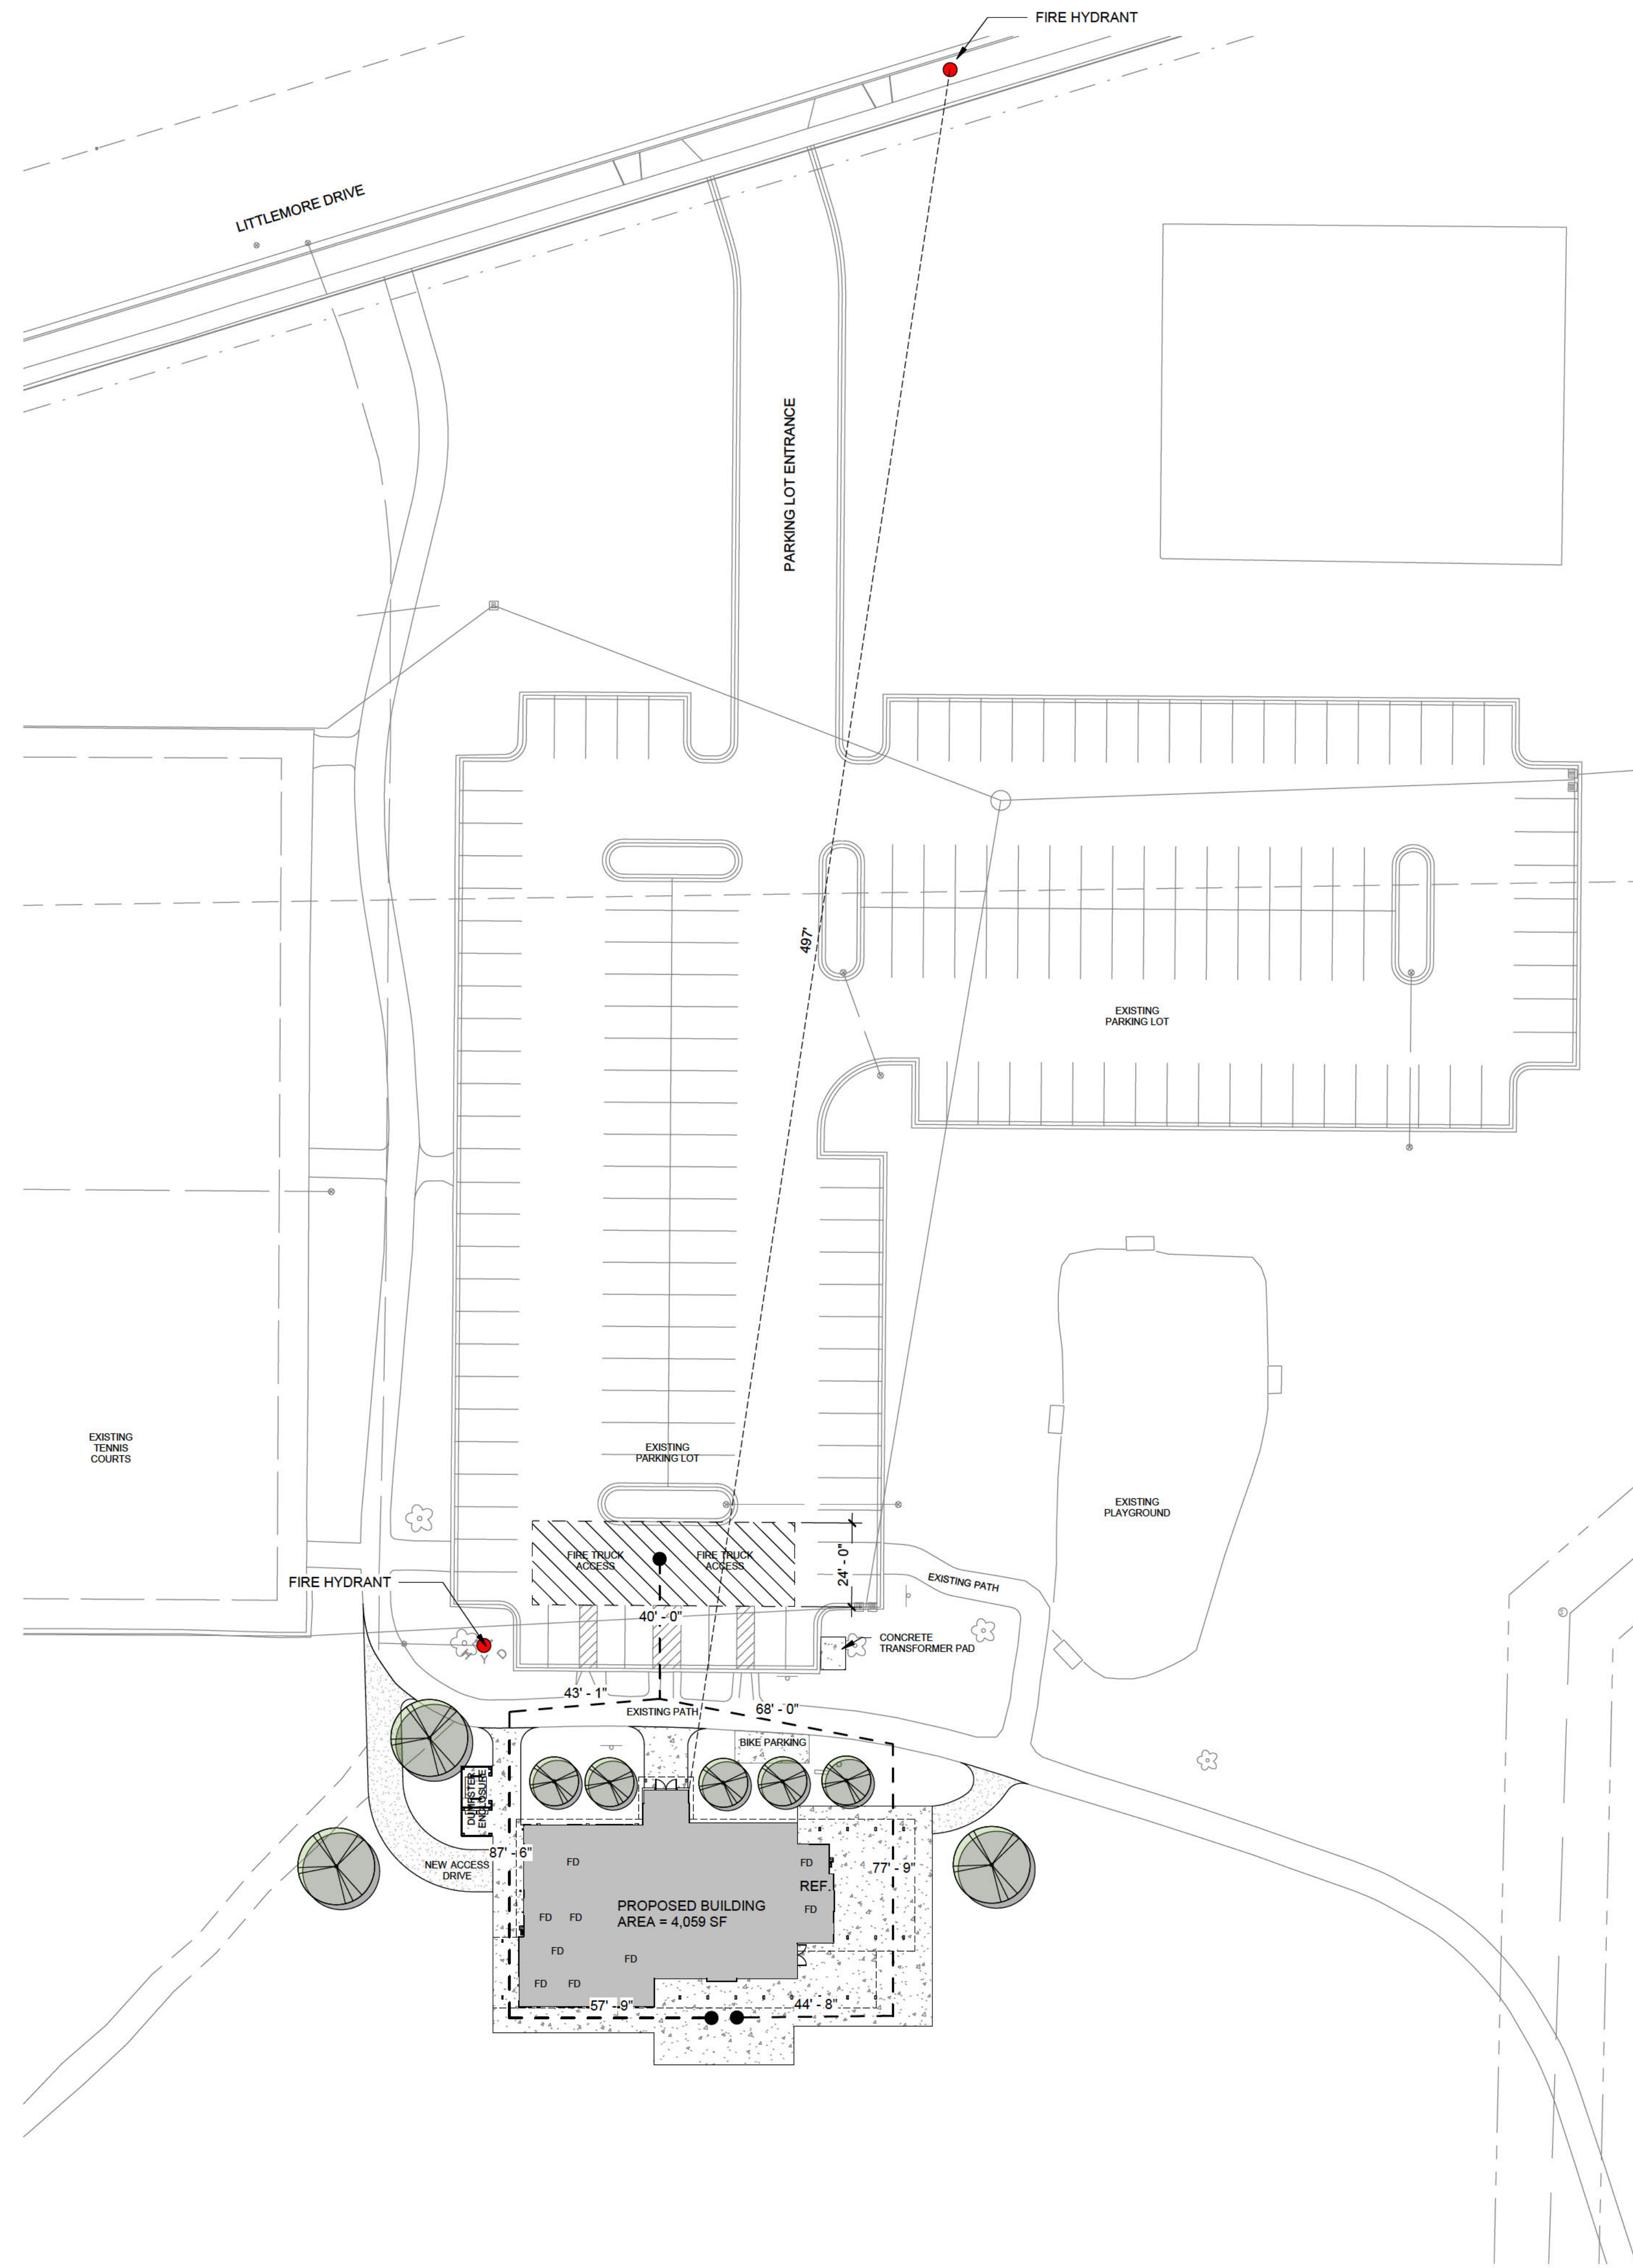 FIRE HYDRANT
LITTLEMORE DRIVE
PARKING LOT ENTRANCE
497'
EXISTING
PARKING LOT
EXISTING
TENNIS
COURTS
EXISTING
PARKING LOT
EXISTING
PLAYGROUND
FIRE TRUCK
ACCESS
FIRE TRUCK
ACCESS
24' - 0"
EXISTING PATH
FIRE HYDRANT
40' - 0"
HYD
CONCRETE
TRANSFORMER PAD
43' - 1"
EXISTING PATH
68' - 0"
BIKE PARKING
DUMPSTER
ENCLOSURE
87' - 6"
NEW ACCESS
DRIVE
FD
FD
77' - 9"
REF.
PROPOSED BUILDING
AREA = 4,059 SF
FD
FD
FD
FD
FD
FD
FD
57' - 9"
44' - 8"